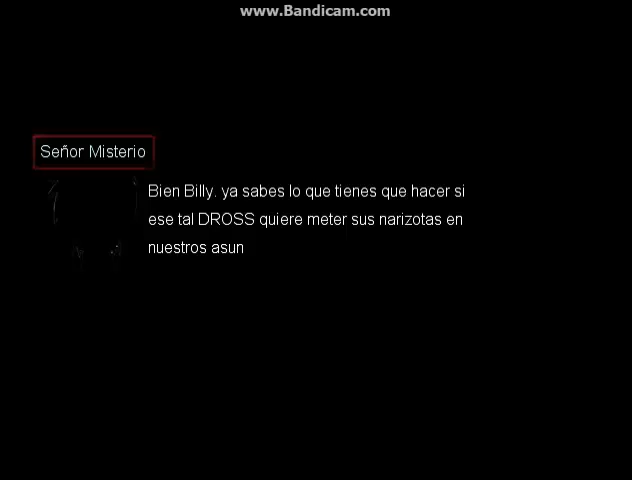 www.Bandicam.com
Señor Misterio
Bien Billy. ya sabes lo que tienes que hacer si
ese tal DROSS quiere meter sus narizotas en
nuestros asun